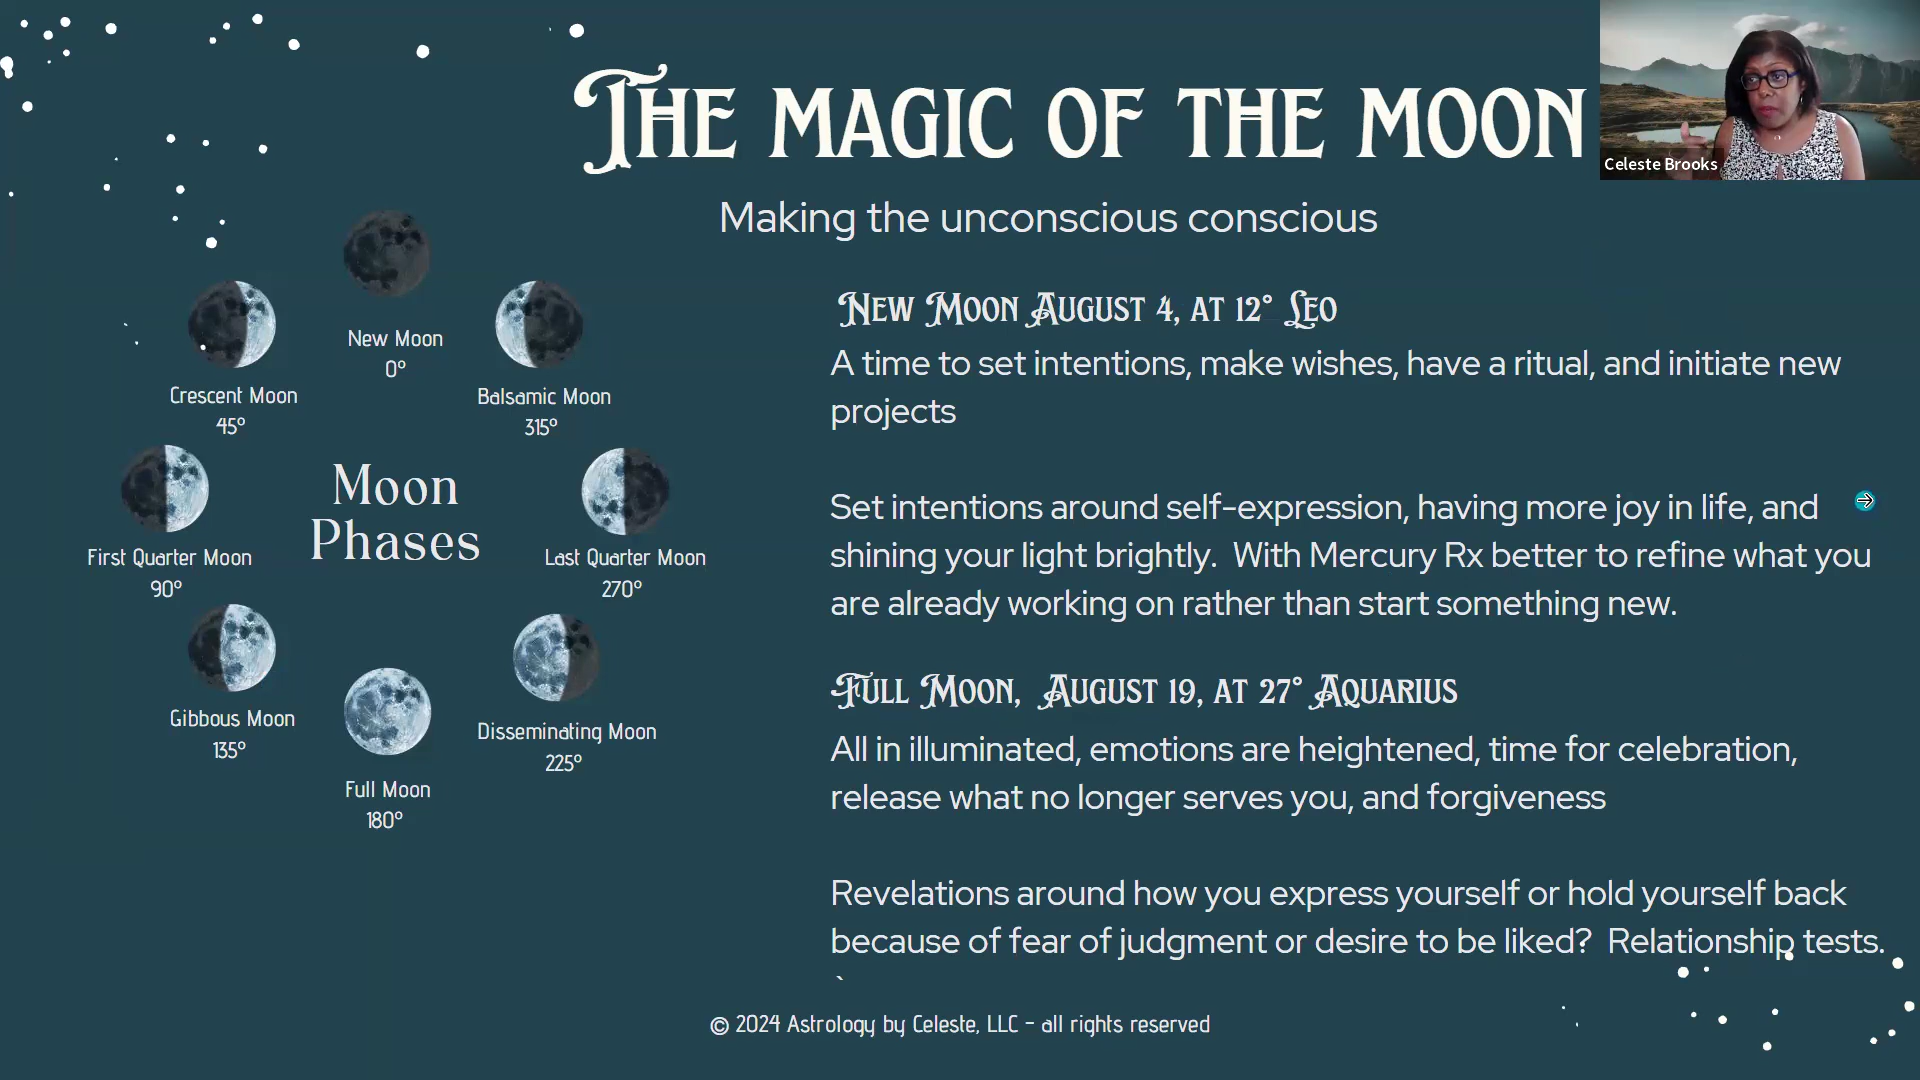 The magic of the moon
Celeste Brooks
Making the unconscious conscious
New Moon
0°
Crescent Moon
45°
Balsamic Moon
315°
First Quarter Moon
90°
Moon
Phases
Last Quarter Moon
270°
Gibbous Moon
135°
Disseminating Moon
225°
Full Moon
180°
New Moon August 4, at 12° Leo
A time to set intentions, make wishes, have a ritual, and initiate new
projects
Set intentions around self-expression, having more joy in life, and
shining your light brightly.  With Mercury Rx better to refine what you
are already working on rather than start something new.
Full Moon,  August 19, at 27° Aquarius
All in illuminated, emotions are heightened, time for celebration,
release what no longer serves you, and forgiveness
Revelations around how you express yourself or hold yourself back
because of fear of judgment or desire to be liked?  Relationship tests.
`
© 2024 Astrology by Celeste, LLC - all rights reserved